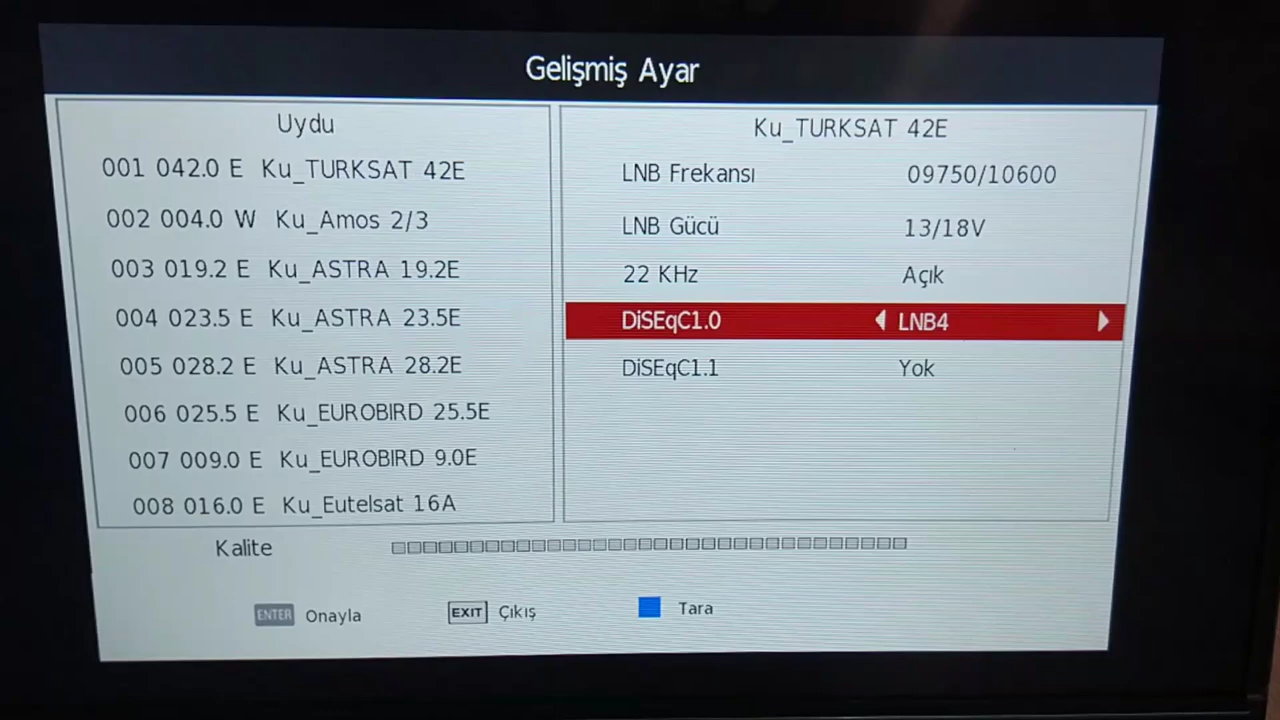 Gelişmiş Ayar
Uydu
001 042.0 E Ku_TURKSAT 42E
002 004.0 W Ku_Amos 2/3
003 019.2 E Ku_ASTRA 19.2E
004 023.5 E Ku_ASTRA 23.5E
005 028.2 E Ku_ASTRA 28.2E
006 025.5 E Ku_EUROBIRD 25.5E
007 009.0 E Ku_EUROBIRD 9.0E
008 016.0 E Ku_Eutelsat 16A
Ku_TURKSAT 42E
LNB Frekansı 09750/10600
LNB Gücü 13/18V
22 KHz Açık
DiSEqC1.0 LNB4
DiSEqC1.1 Yok
Kalite
ENTER Onayla EXIT Çıkış Tara